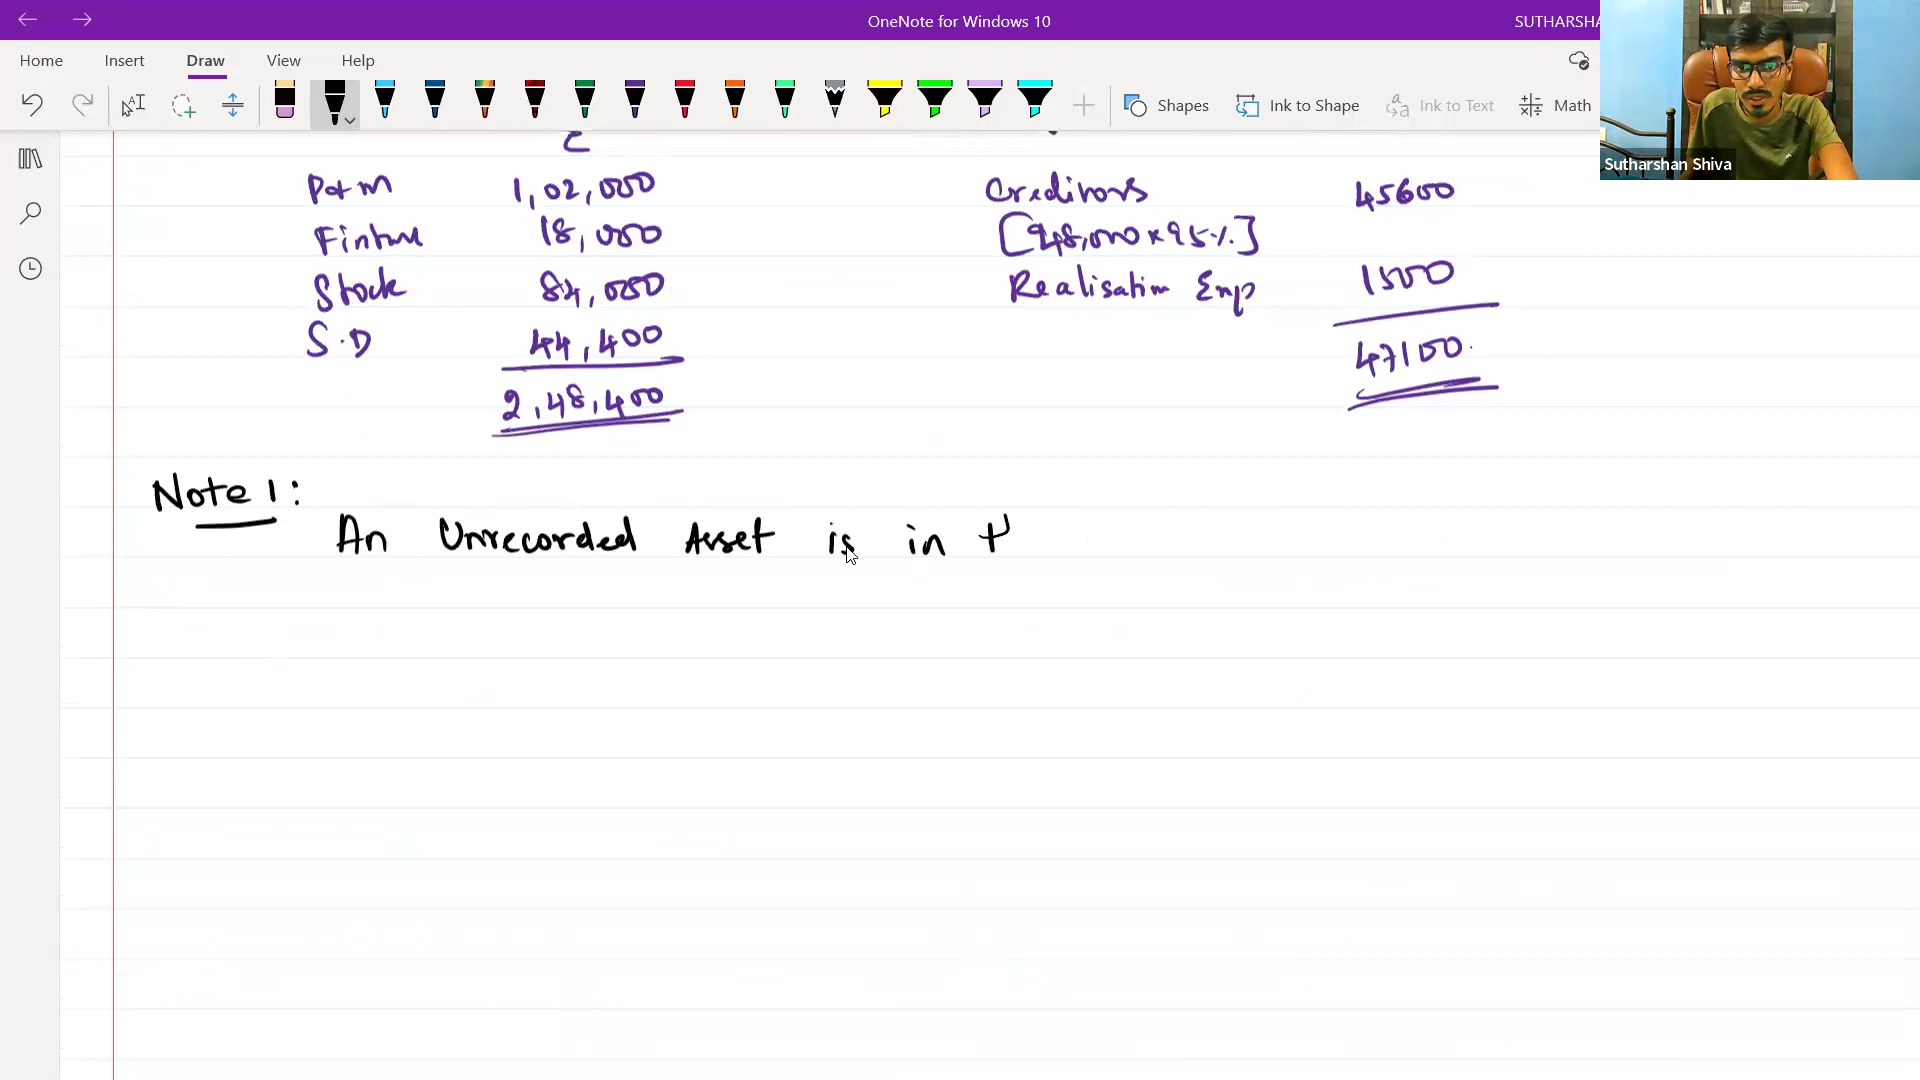 OneNote for Windows 10
SUTHARSHA
Home Insert Draw View Help
Shapes Ink to Shape Ink to Text Math
Sutharshan Shiva
P&M 1,02,000 Creditors 45600
Fixture 18,000 [48,000 x 95%]
Stock 84,000 Realisation Exp 1500
S.D 44,400 47100
2,48,400
Note 1:
An Unrecorded Asset is in